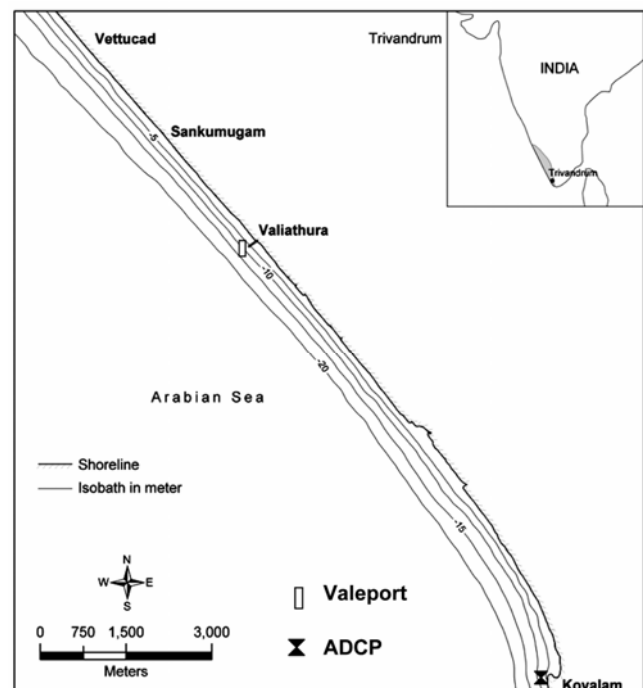 Vettucad
Trivandrum
INDIA
Trivandrum
-5
Sankumugam
Valiathura
-10
-20
Arabian Sea
Shoreline
Isobath in meter
-15
N
W E
S
Valeport
0 750 1,500 3,000
ADCP
Meters
Kovalam